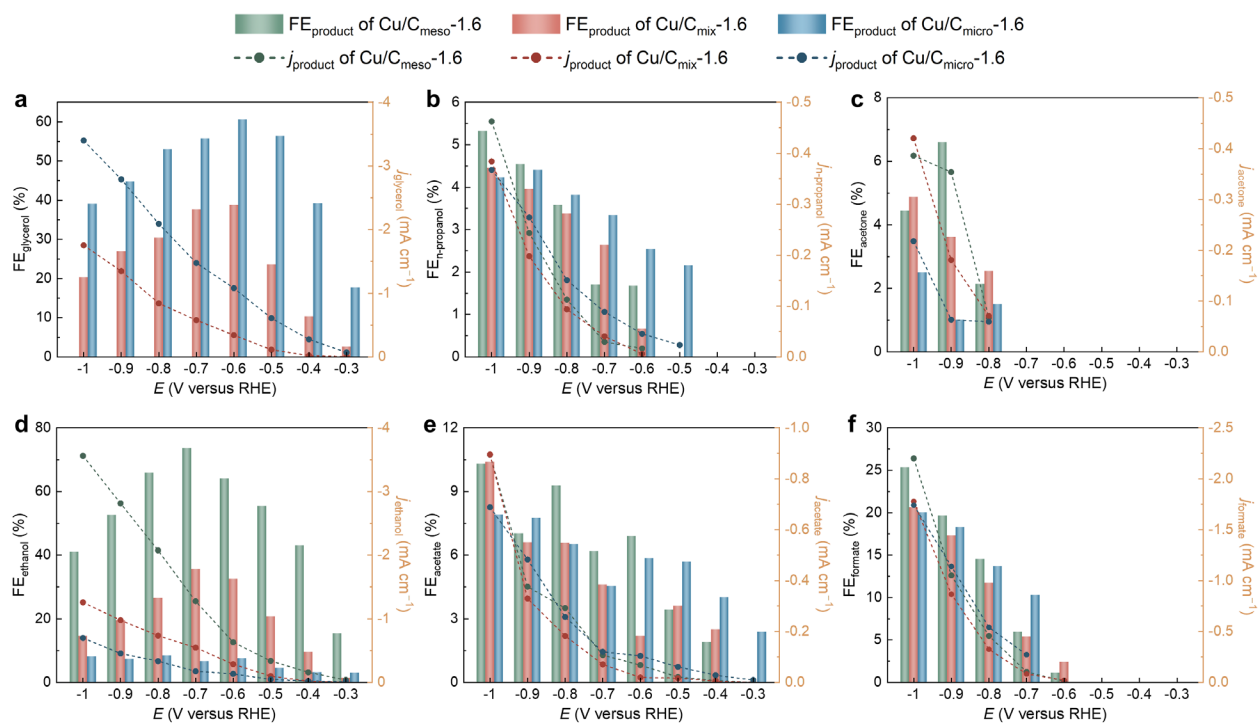 FEproduct of Cu/Cmeso-1.6 FEproduct of Cu/Cmix-1.6 FEproduct of Cu/Cmicro-1.6
jproduct of Cu/Cmeso-1.6 jproduct of Cu/Cmix-1.6 jproduct of Cu/Cmicro-1.6
a
FEglycerol (%)
60
50
40
30
20
10
0
-4
-3
-2
-1
0
jglycerol (mA cm−1)
-1 -0.9 -0.8 -0.7 -0.6 -0.5 -0.4 -0.3
E (V versus RHE)
b
FEn-propanol (%)
6
5
4
3
2
1
0
-0.5
-0.4
-0.3
-0.2
-0.1
0.0
jn-propanol (mA cm−1)
-1 -0.9 -0.8 -0.7 -0.6 -0.5 -0.4 -0.3
E (V versus RHE)
c
FEacetone (%)
8
6
4
2
0
-0.5
-0.4
-0.3
-0.2
-0.1
0.0
jacetone (mA cm−1)
-1 -0.9 -0.8 -0.7 -0.6 -0.5 -0.4 -0.3
E (V versus RHE)
d
FEethanol (%)
80
60
40
20
0
-4
-3
-2
-1
0
jethanol (mA cm−1)
-1 -0.9 -0.8 -0.7 -0.6 -0.5 -0.4 -0.3
E (V versus RHE)
e
FEacetate (%)
12
9
6
3
0
-1.0
-0.8
-0.6
-0.4
-0.2
0.0
jacetate (mA cm−1)
-1 -0.9 -0.8 -0.7 -0.6 -0.5 -0.4 -0.3
E (V versus RHE)
f
FEformate (%)
30
25
20
15
10
5
0
-2.5
-2.0
-1.5
-1.0
-0.5
0.0
jformate (mA cm−1)
-1 -0.9 -0.8 -0.7 -0.6 -0.5 -0.4 -0.3
E (V versus RHE)